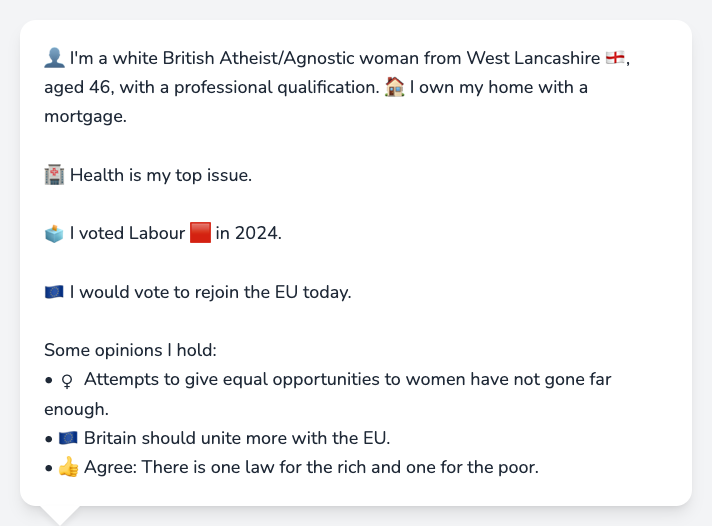 👤 I'm a white British Atheist/Agnostic woman from West Lancashire 🏴󠁧󠁢󠁥󠁮󠁧󠁿,
aged 46, with a professional qualification. 🏠 I own my home with a
mortgage.
🏥 Health is my top issue.
🗳️ I voted Labour 🟥 in 2024.
🇪🇺 I would vote to rejoin the EU today.
Some opinions I hold:
• ♀ Attempts to give equal opportunities to women have not gone far
enough.
• 🇪🇺 Britain should unite more with the EU.
• 👍 Agree: There is one law for the rich and one for the poor.